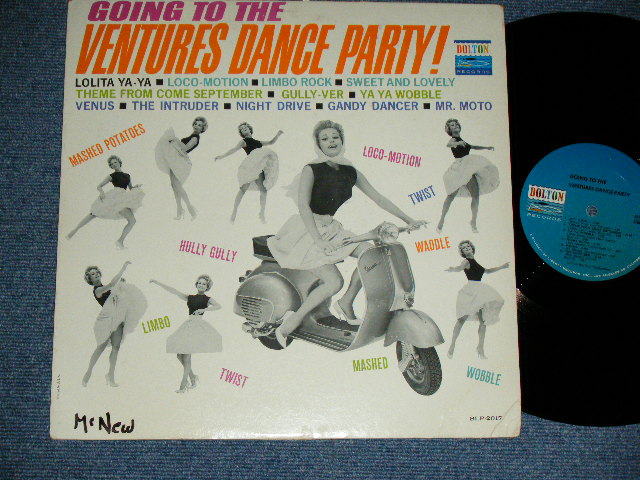 GOING TO THE
VENTURES DANCE PARTY!
DOLTON
RECORDS
LOLITA YA-YA ■ LOCO-MOTION ■ LIMBO ROCK ■ SWEET AND LOVELY
THEME FROM COME SEPTEMBER ■ GULLY-VER ■ YA YA WOBBLE
VENUS ■ THE INTRUDER ■ NIGHT DRIVE ■ GANDY DANCER ■ MR. MOTO
MASHED POTATOES
LOCO-MOTION
TWIST
HULLY GULLY
WADDLE
LIMBO
TWIST
MASHED
WOBBLE
Mc New
BLP-2017
GOING TO THE
VENTURES DANCE PARTY
DOLTON
RECORDS